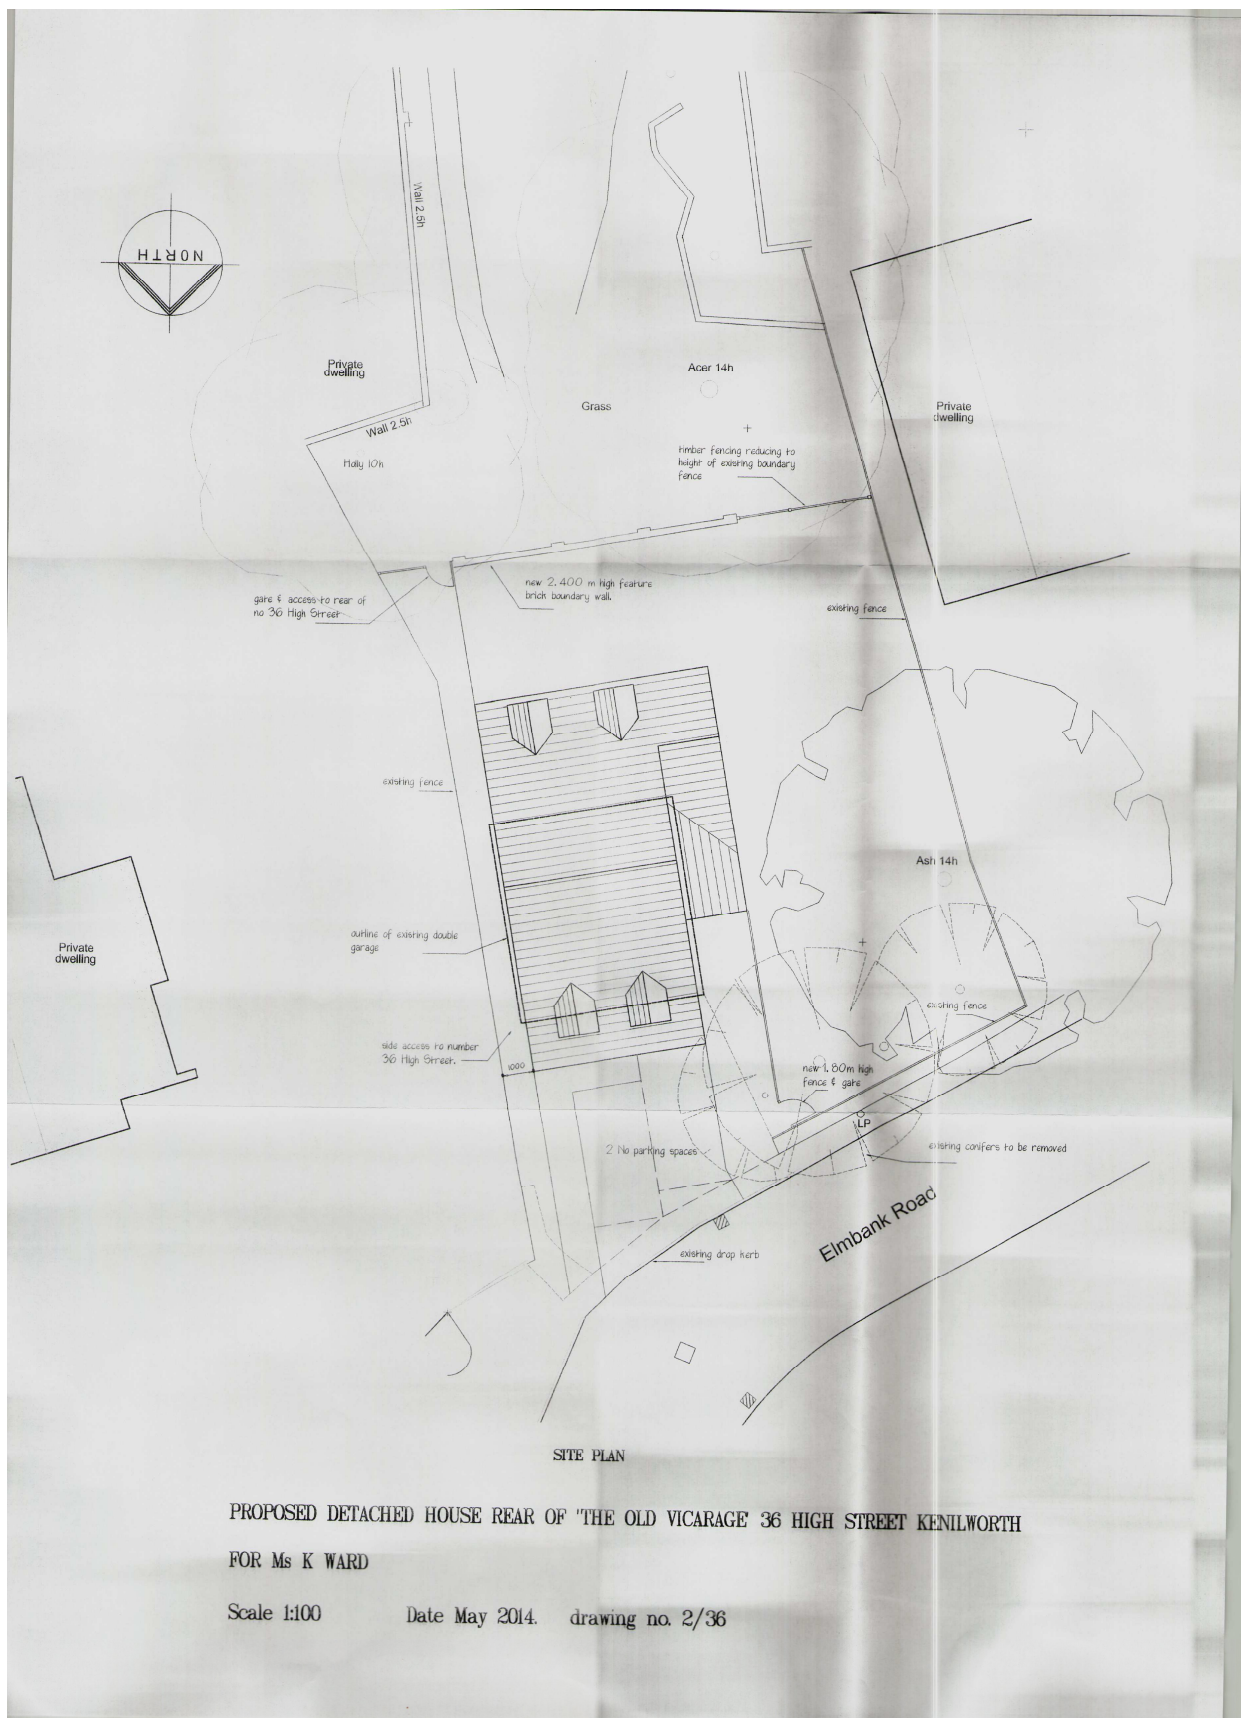 Wall 2.5h
NORTH
Private
dwelling
Wall 2.5h
Holly 10h
Acer 14h
Grass
timber fencing reducing to
height of existing boundary
fence
Private
dwelling
new 2.400 m high feature
brick boundary wall.
gate & access to rear of
no 36 High Street
existing fence
existing fence
Ash 14h
Private
dwelling
outline of existing double
garage
existing fence
side access to number
36 High Street.
1000
new 1.80m high
fence & gate
LP
2 No parking spaces
existing conifers to be removed
Elmbank Road
existing drop kerb
SITE PLAN
PROPOSED DETACHED HOUSE REAR OF 'THE OLD VICARAGE' 36 HIGH STREET KENILWORTH
FOR Ms K WARD
Scale 1:100 Date May 2014. drawing no. 2/36